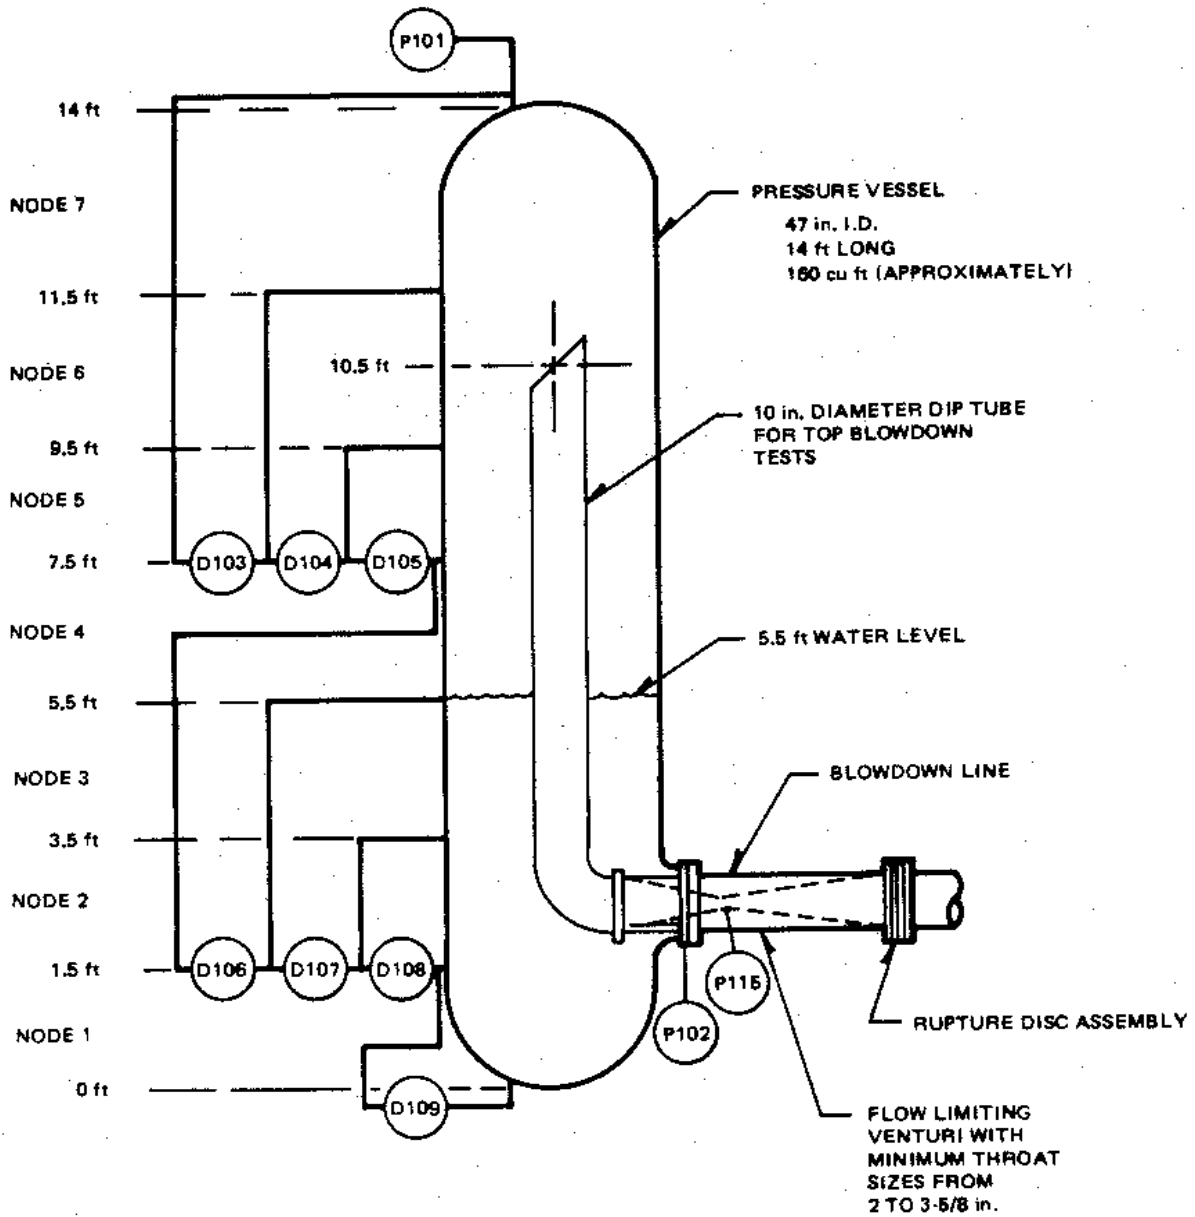 P101
14 ft
NODE 7
PRESSURE VESSEL
47 in. I.D.
14 ft LONG
160 cu ft (APPROXIMATELY)
11.5 ft
10.5 ft
NODE 6
10 in. DIAMETER DIP TUBE
FOR TOP BLOWDOWN
TESTS
9.5 ft
NODE 5
7.5 ft
D103
D104
D105
NODE 4
5.5 ft WATER LEVEL
5.5 ft
NODE 3
BLOWDOWN LINE
3.5 ft
NODE 2
1.5 ft
D106
D107
D108
P115
P102
RUPTURE DISC ASSEMBLY
NODE 1
0 ft
D109
FLOW LIMITING
VENTURI WITH
MINIMUM THROAT
SIZES FROM
2 TO 3-5/8 in.